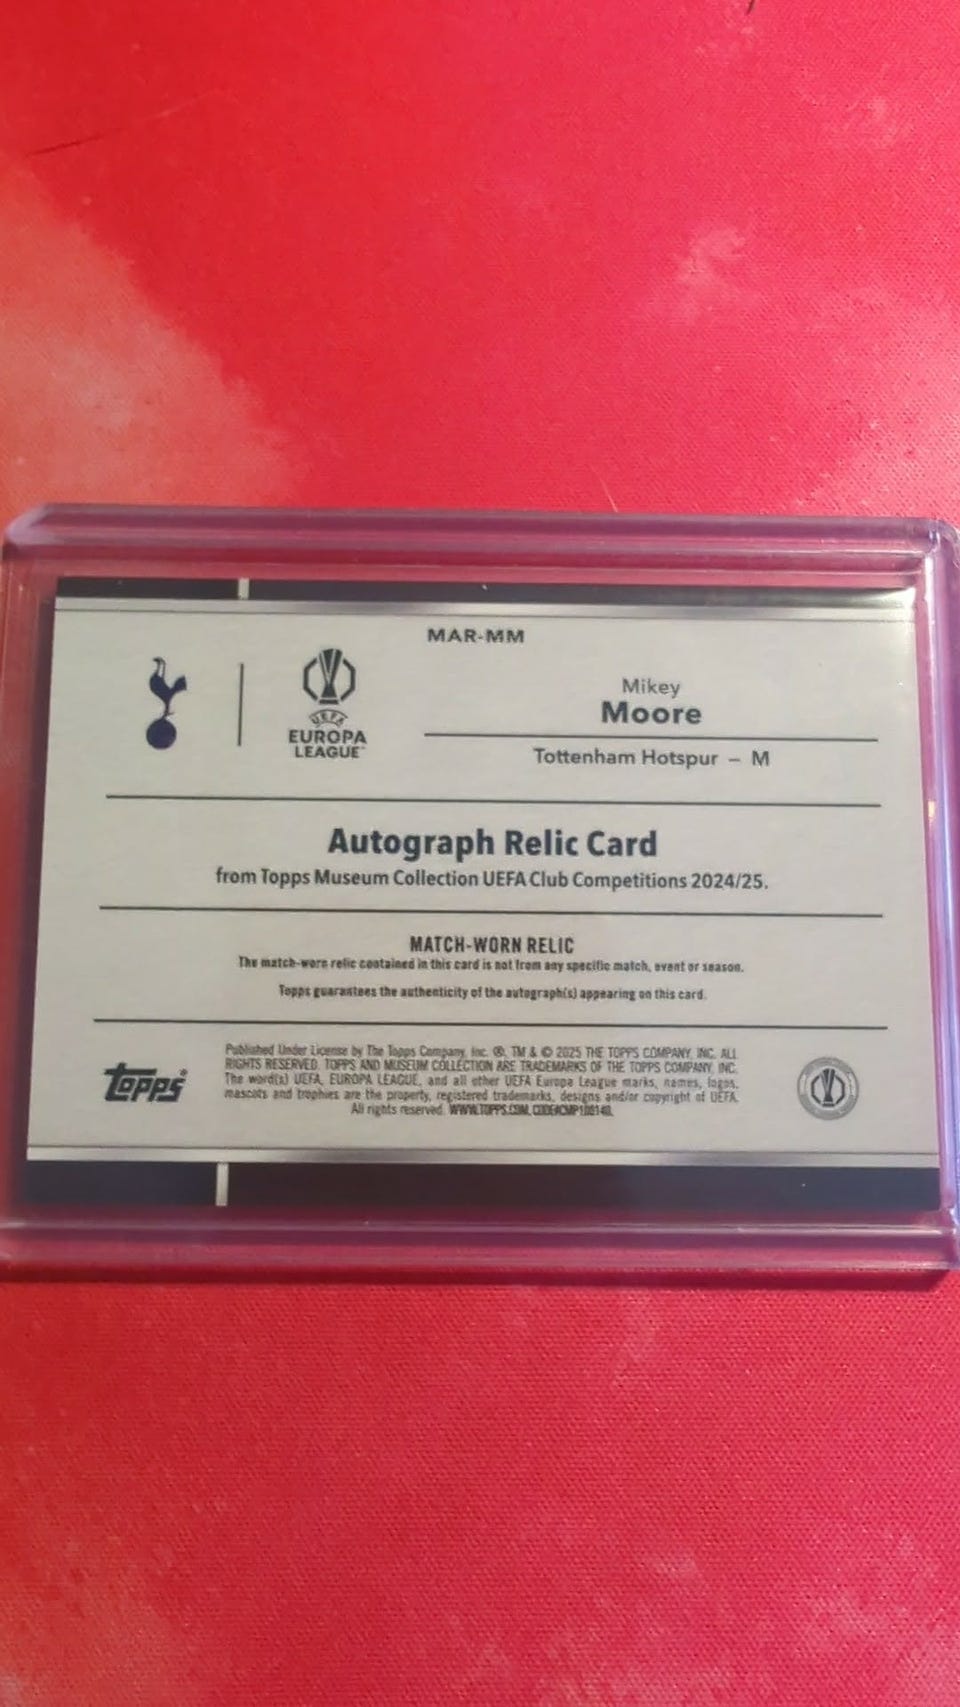 MAR-MM
UEFA
EUROPA
LEAGUE
Mikey
Moore
Tottenham Hotspur – M
Autograph Relic Card
from Topps Museum Collection UEFA Club Competitions 2024/25.
MATCH-WORN RELIC
The match-worn relic contained in this card is not from any specific match, event or season.
Topps guarantees the authenticity of the autograph(s) appearing on this card.
Topps®
Published Under License by The Topps Company, Inc. ®, TM & © 2025 THE TOPPS COMPANY, INC. ALL
RIGHTS RESERVED. TOPPS AND MUSEUM COLLECTION ARE TRADEMARKS OF THE TOPPS COMPANY, INC.
The word(s) UEFA, EUROPA LEAGUE, and all other UEFA Europa League marks, names, logos,
mascots and trophies are the property, registered trademarks, designs and/or copyright of UEFA.
All rights reserved. WWW.TOPPS.COM.